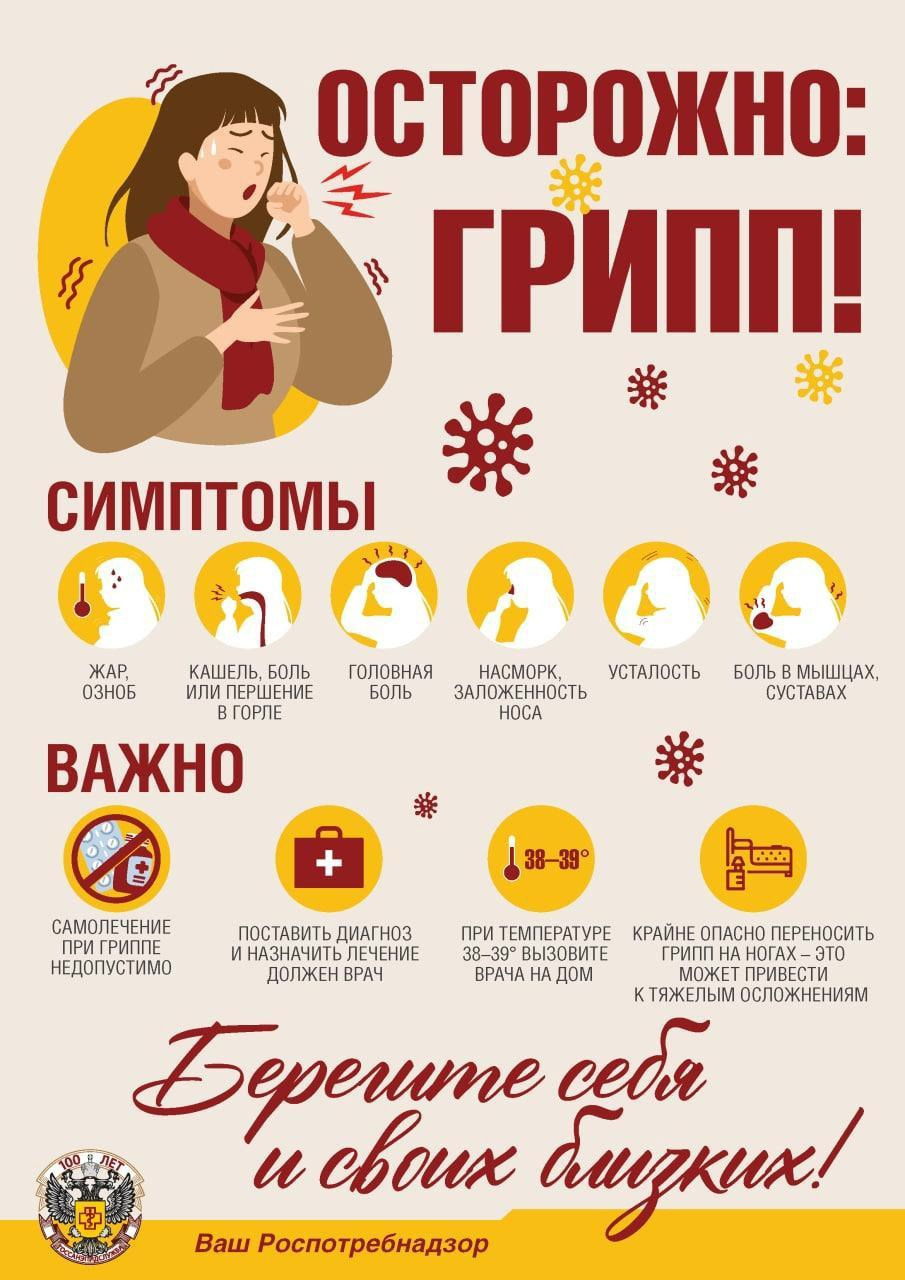 ОСТОРОЖНО:
ГРИПП!
СИМПТОМЫ
ЖАР,
ОЗНОБ
КАШЕЛЬ, БОЛЬ
ИЛИ ПЕРШЕНИЕ
В ГОРЛЕ
ГОЛОВНАЯ
БОЛЬ
НАСМОРК,
ЗАЛОЖЕННОСТЬ
НОСА
УСТАЛОСТЬ
БОЛЬ В МЫШЦАХ,
СУСТАВАХ
ВАЖНО
САМОЛЕЧЕНИЕ
ПРИ ГРИППЕ
НЕДОПУСТИМО
ПОСТАВИТЬ ДИАГНОЗ
И НАЗНАЧИТЬ ЛЕЧЕНИЕ
ДОЛЖЕН ВРАЧ
38–39°
ПРИ ТЕМПЕРАТУРЕ
38–39° ВЫЗОВИТЕ
ВРАЧА НА ДОМ
КРАЙНЕ ОПАСНО ПЕРЕНОСИТЬ
ГРИПП НА НОГАХ – ЭТО
МОЖЕТ ПРИВЕСТИ
К ТЯЖЕЛЫМ ОСЛОЖНЕНИЯМ
Берегите себя
и своих близких!
100 ЛЕТ
ГОССАНЭПИДСЛУЖБА
Ваш Роспотребнадзор